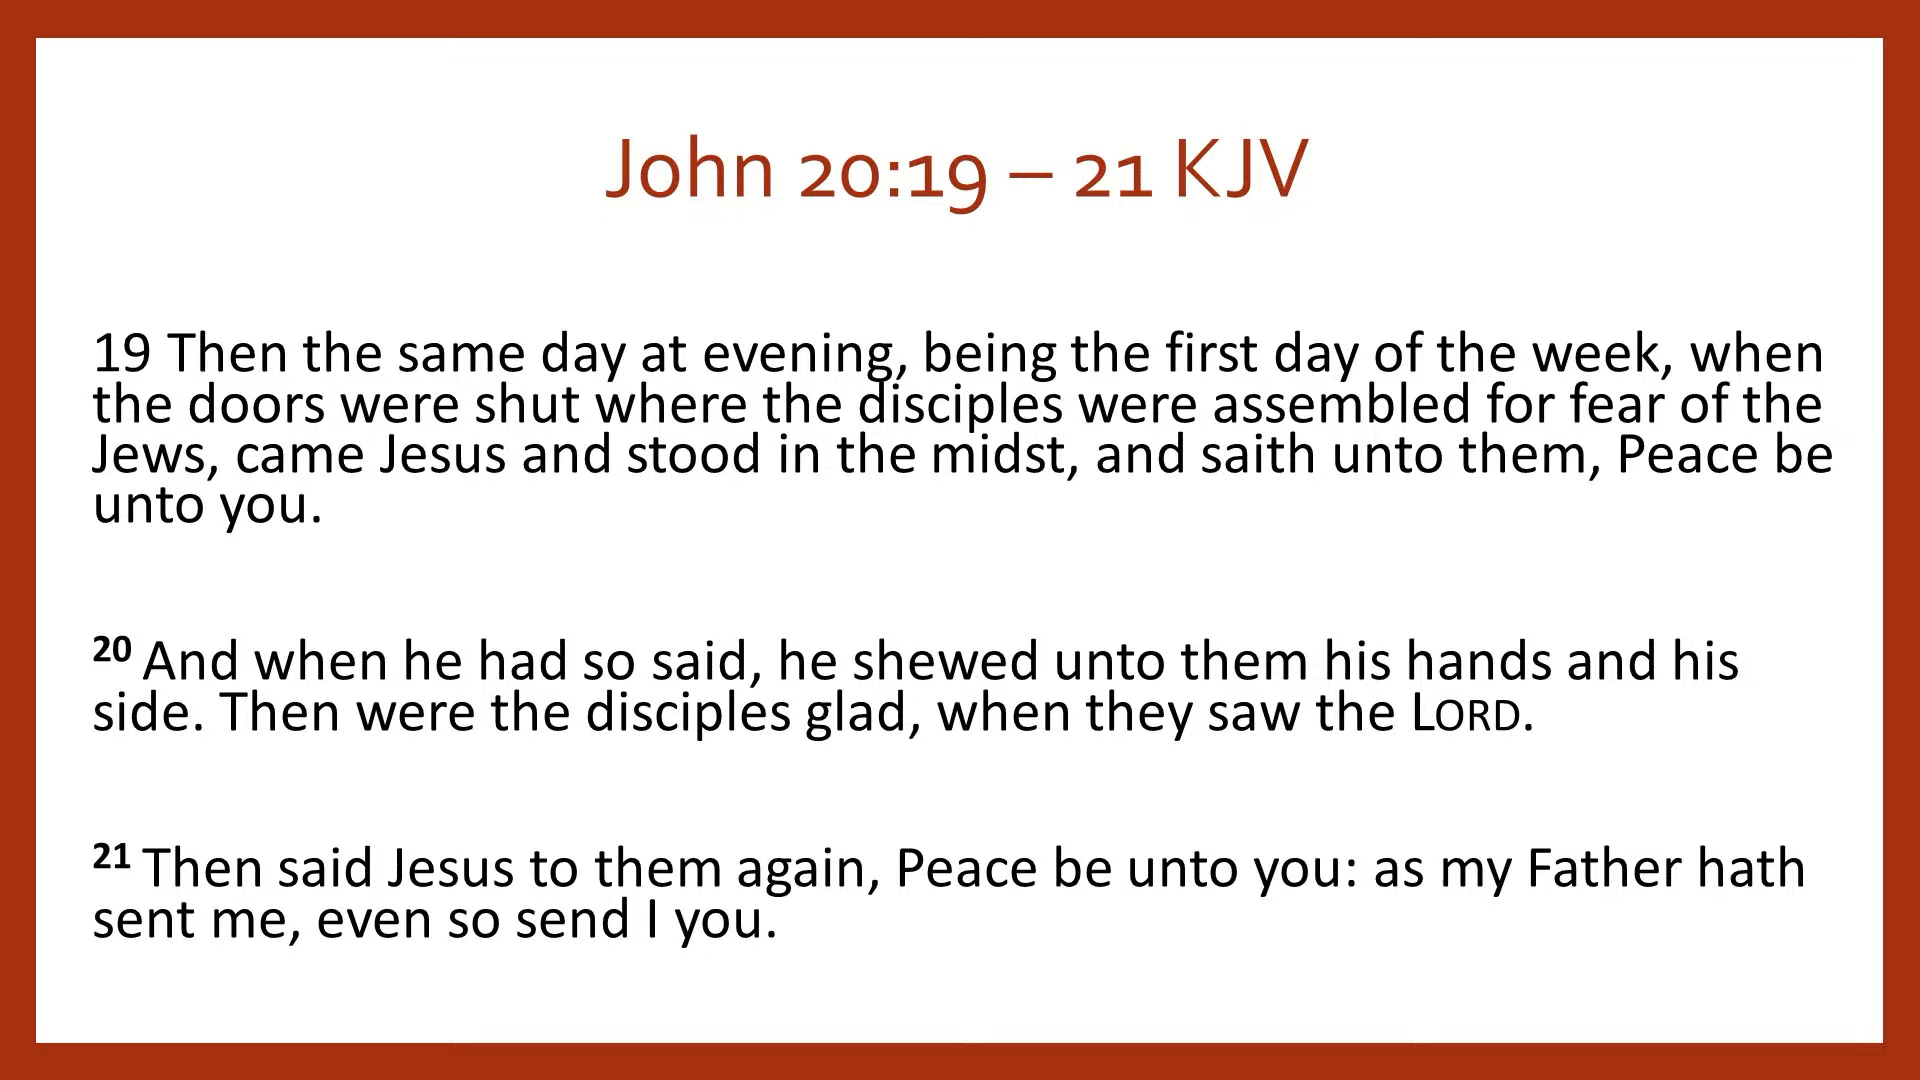 John 20:19 – 21 KJV
19 Then the same day at evening, being the first day of the week, when
the doors were shut where the disciples were assembled for fear of the
Jews, came Jesus and stood in the midst, and saith unto them, Peace be
unto you.
20 And when he had so said, he shewed unto them his hands and his
side. Then were the disciples glad, when they saw the LORD.
21 Then said Jesus to them again, Peace be unto you: as my Father hath
sent me, even so send I you.